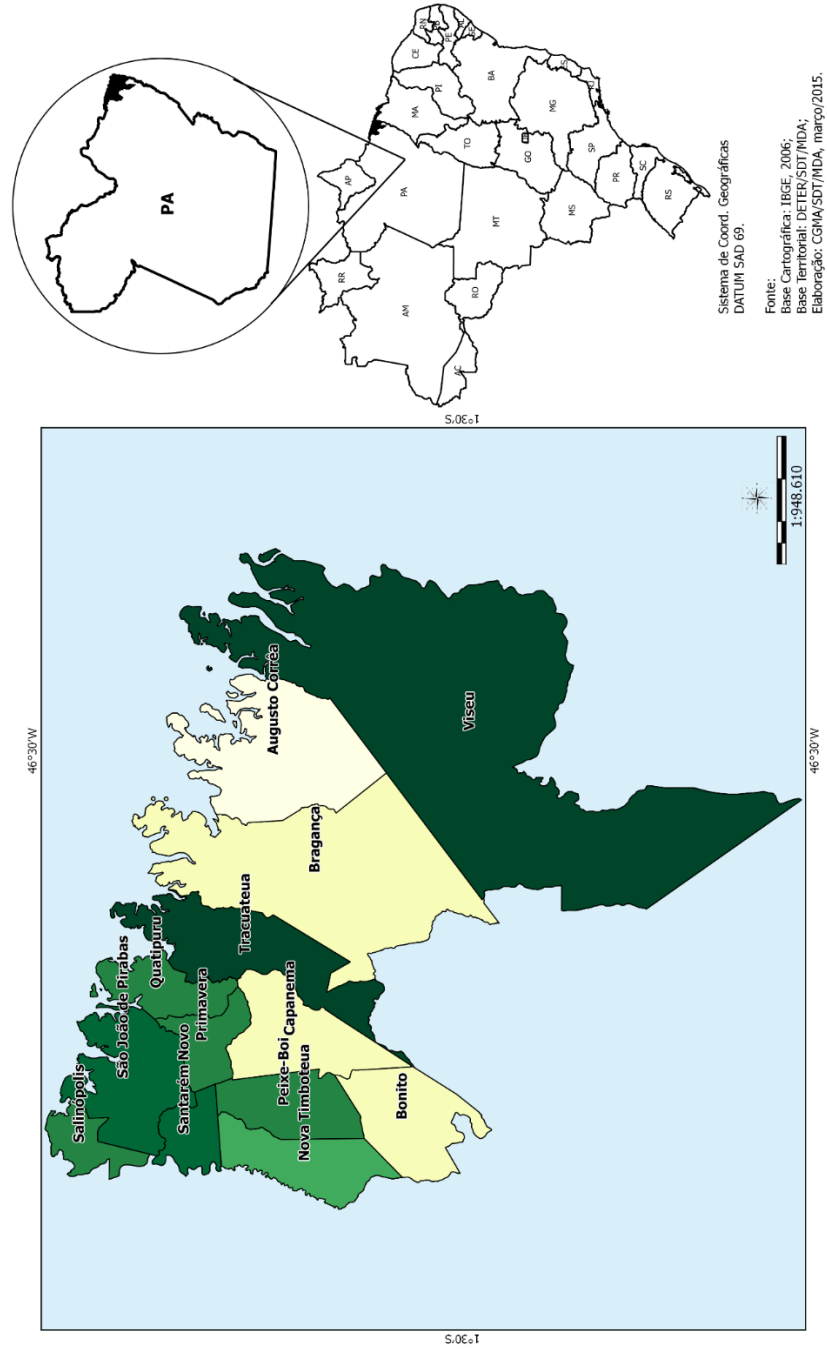 46°30'W
1°30'S
1°30'S
46°30'W
Salinópolis
São João de Pirabas
Quatipuru
Santarém Novo
Primavera
Tracuateua
Augusto Corrêa
Peixe-Boi
Capanema
Nova Timboteua
Bragança
Bonito
Viseu
1:948.610
PA
RR
AP
AM
PA
MA
CE
RN
PI
PE
AC
RO
MT
TO
BA
GO
MG
MS
SP
PR
SC
RS
Sistema de Coord. Geográficas
DATUM SAD 69.
Fonte:
Base Cartográfica: IBGE, 2006;
Base Territorial: DETER/SDT/MDA;
Elaboração: CGMA/SDT/MDA, março/2015.